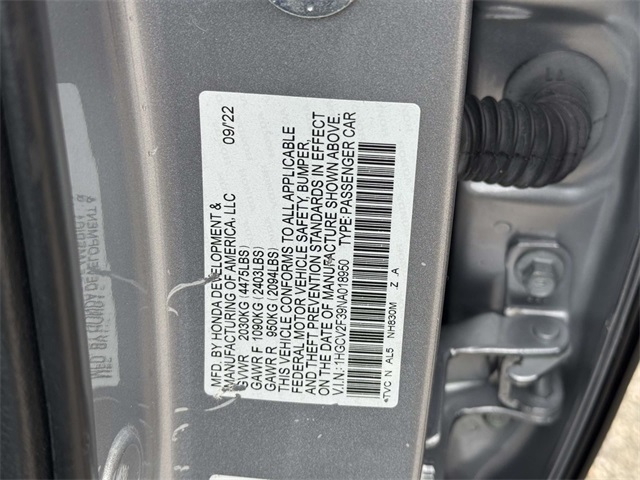 MFD. BY HONDA DEVELOPMENT & 09/22
MANUFACTURING OF AMERICA, LLC
GVWR 2030KG (4475LBS)
GAWR F 1090KG (2403LBS)
GAWR R 950KG (2094LBS)
THIS VEHICLE CONFORMS TO ALL APPLICABLE
FEDERAL MOTOR VEHICLE SAFETY, BUMPER,
AND THEFT PREVENTION STANDARDS IN EFFECT
ON THE DATE OF MANUFACTURE SHOWN ABOVE.
V.I.N.: 1HGCV2F39NA016950 TYPE: PASSENGER CAR
*TVC N AL5 NH830M Z A